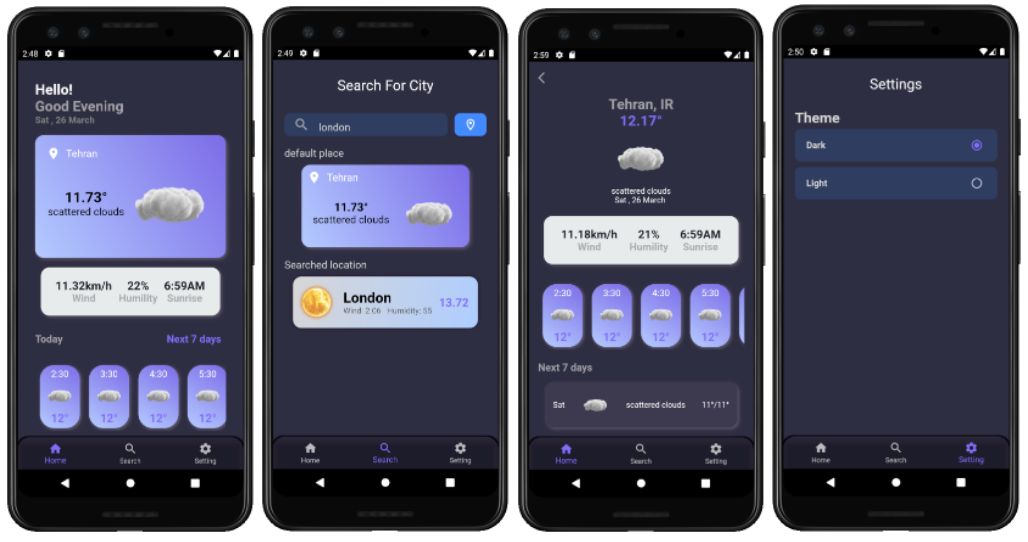 2:48
Hello!
Good Evening
Sat , 26 March
Tehran
11.73°
scattered clouds
11.32km/h 22% 6:59AM
Wind Humility Sunrise
Today Next 7 days
2:30 3:30 4:30 5:30
12° 12° 12° 12°
Home Search Setting
2:49
Search For City
london
default place
Tehran
11.73°
scattered clouds
Searched location
London
Wind: 2.06 Humidity: 55
13.72
Home Search Setting
2:59
Tehran, IR
12.17°
scattered clouds
Sat , 26 March
11.18km/h 21% 6:59AM
Wind Humility Sunrise
2:30 3:30 4:30 5:30
12° 12° 12° 12°
Next 7 days
Sat scattered clouds 11°/11°
Home Search Setting
2:50
Settings
Theme
Dark
Light
Home Search Setting